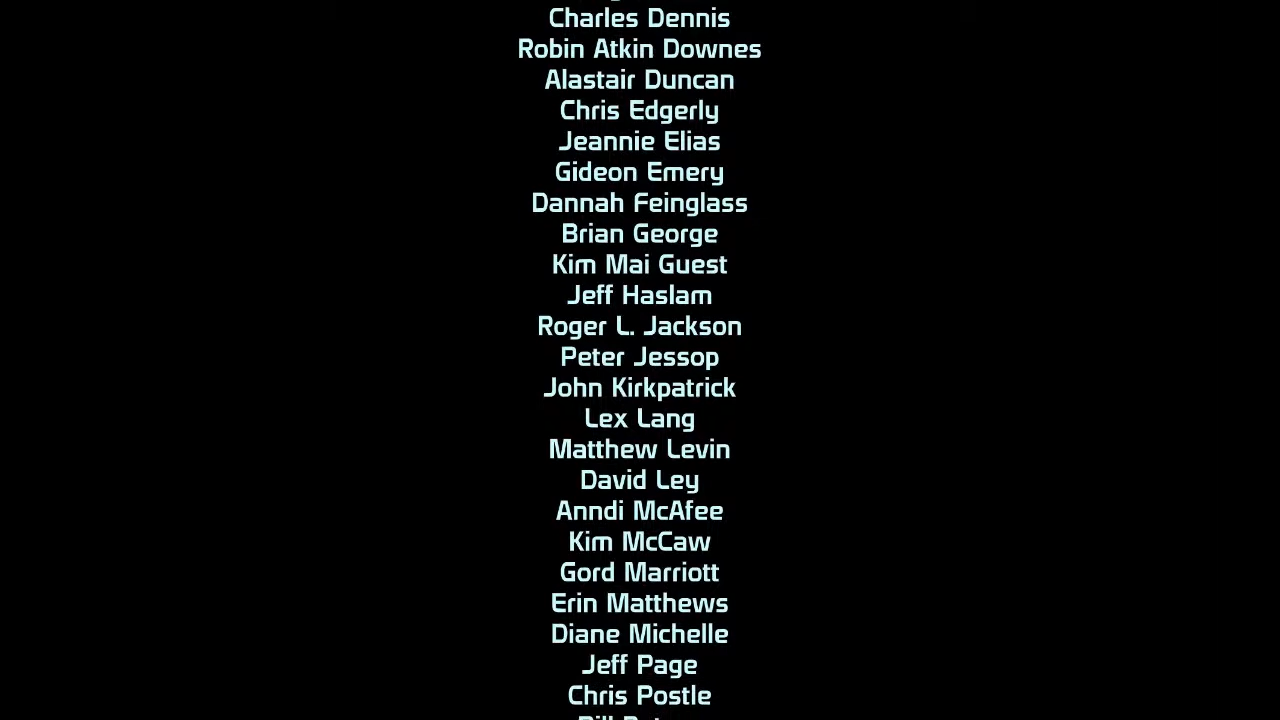 Charles Dennis
Robin Atkin Downes
Alastair Duncan
Chris Edgerly
Jeannie Elias
Gideon Emery
Dannah Feinglass
Brian George
Kim Mai Guest
Jeff Haslam
Roger L. Jackson
Peter Jessop
John Kirkpatrick
Lex Lang
Matthew Levin
David Ley
Anndi McAfee
Kim McCaw
Gord Marriott
Erin Matthews
Diane Michelle
Jeff Page
Chris Postle